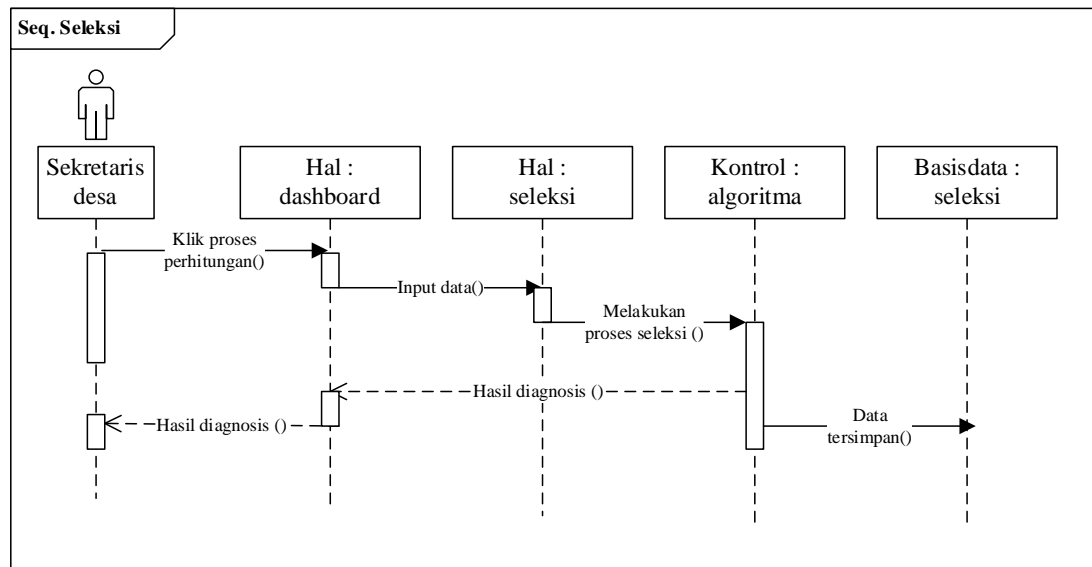 Seq. Seleksi
Sekretaris
desa
Hal :
dashboard
Hal :
seleksi
Kontrol :
algoritma
Basisdata :
seleksi
Klik proses
perhitungan()
Input data()
Melakukan
proses seleksi ()
Hasil diagnosis ()
Hasil diagnosis ()
Data
tersimpan()